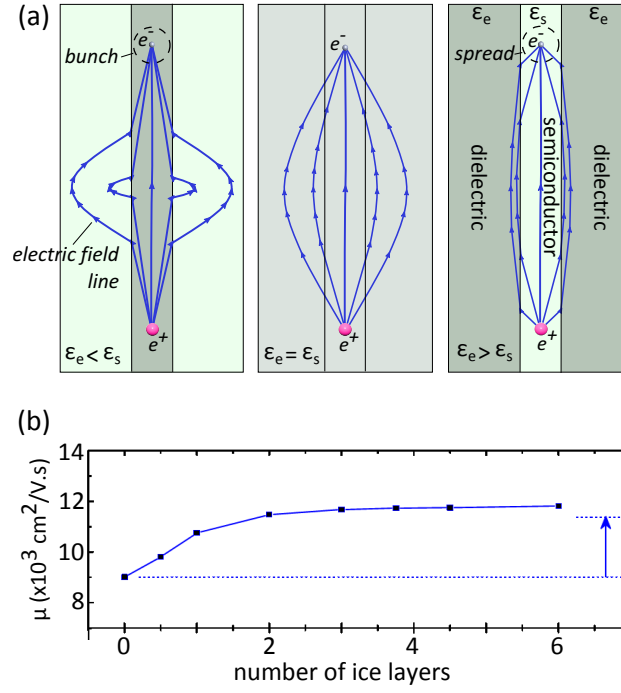 (a)
e⁻
bunch
electric field
line
e⁺
εe < εs
e⁻
e⁺
εe = εs
εe εs εe
e⁻
spread
dielectric
semiconductor
dielectric
e⁺
εe > εs
(b)
μ (x10³ cm²/V.s)
14
12
10
8
0 2 4 6
number of ice layers